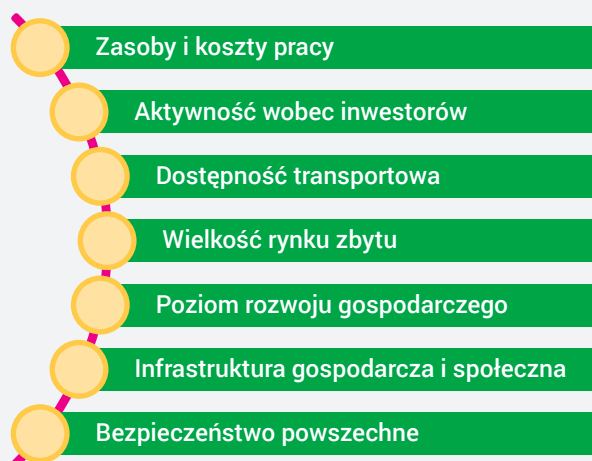 Zasoby i koszty pracy
Aktywność wobec inwestorów
Dostępność transportowa
Wielkość rynku zbytu
Poziom rozwoju gospodarczego
Infrastruktura gospodarcza i społeczna
Bezpieczeństwo powszechne